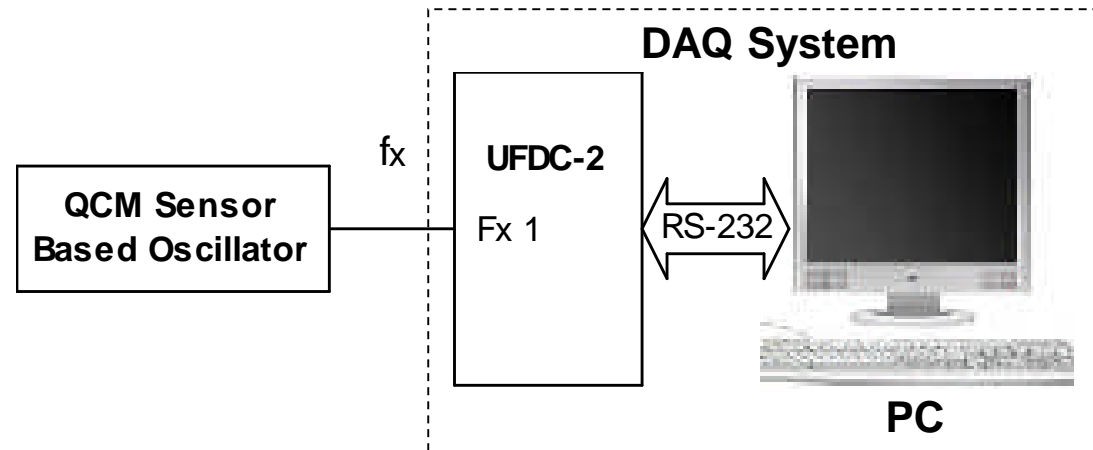 DAQ System
fx
UFDC-2
QCM Sensor
Based Oscillator
Fx 1
RS-232
PC